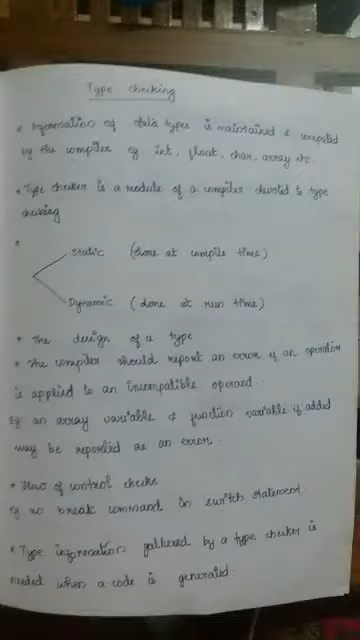 Type checking
* Information of data types is maintained & computed
by the compiler eg int, float, char, array etc.
* Type checker is a module of a compiler devoted to type
checking
*
Static (done at compile time)
Dynamic (done at run time)
* The design of a type
* The compiler should report an error if an operation
is applied to an incompatible operand.
Eg an array variable & function variable if added
may be reported as an error.
* Flow of control checks
Eg no break command in switch statement
* Type information gathered by a type checker is
needed when a code is generated.